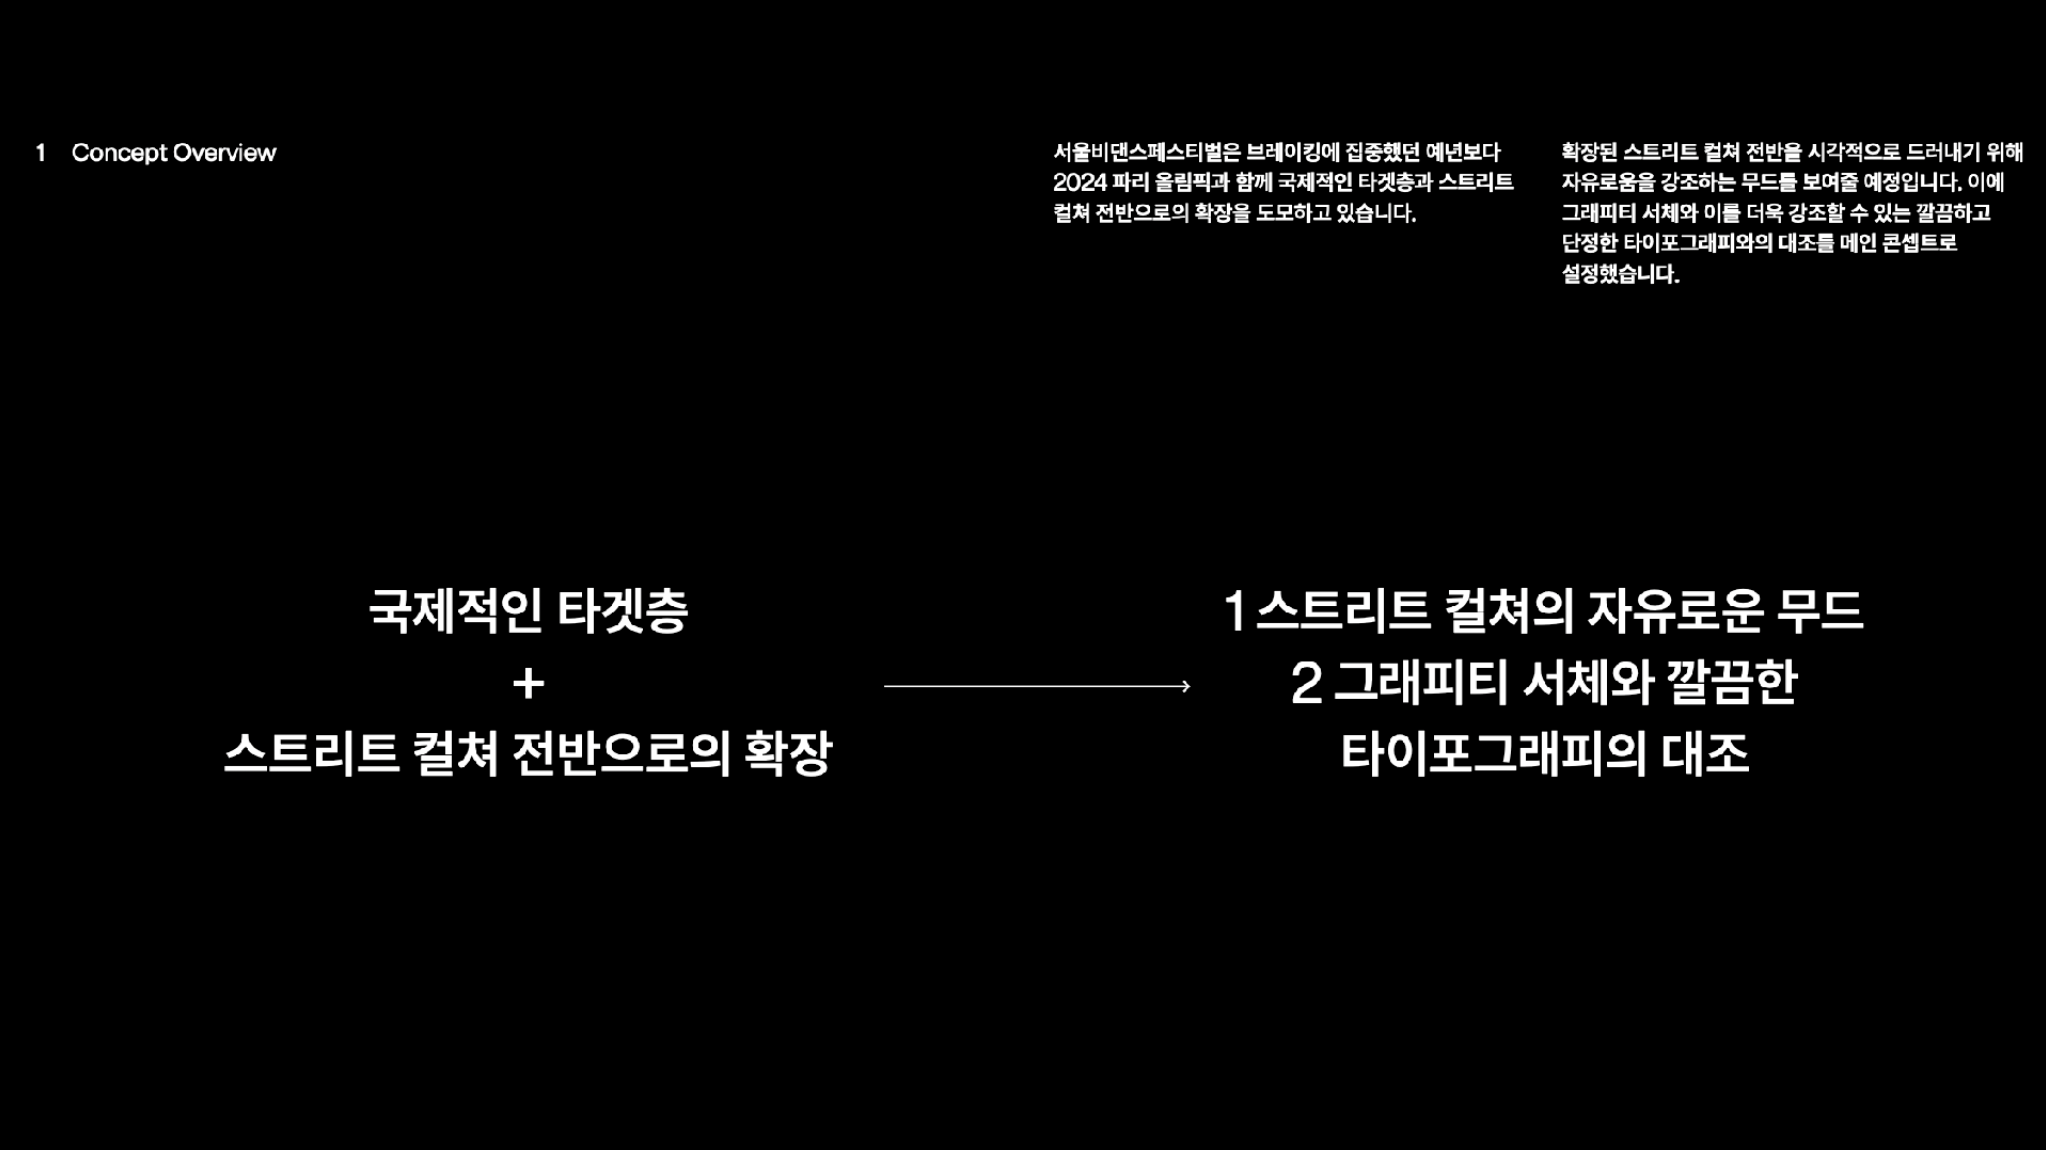 1 Concept Overview
서울비댄스페스티벌은 브레이킹에 집중했던 예년보다
2024 파리 올림픽과 함께 국제적인 타겟층과 스트리트
컬쳐 전반으로의 확장을 도모하고 있습니다.
확장된 스트리트 컬쳐 전반을 시각적으로 드러내기 위해
자유로움을 강조하는 무드를 보여줄 예정입니다. 이에
그래피티 서체와 이를 더욱 강조할 수 있는 깔끔하고
단정한 타이포그래피와의 대조를 메인 콘셉트로
설정했습니다.
국제적인 타겟층
+
스트리트 컬쳐 전반으로의 확장
1 스트리트 컬쳐의 자유로운 무드
2 그래피티 서체와 깔끔한
타이포그래피의 대조